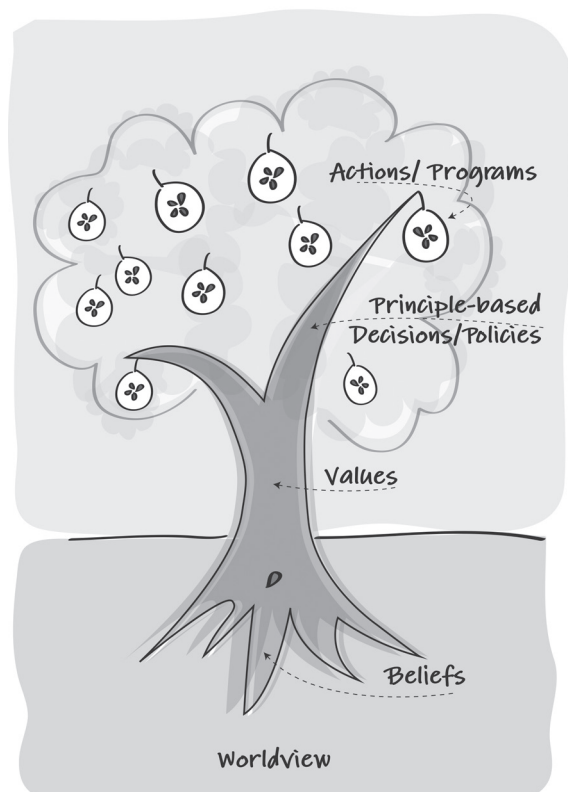 Actions/ Programs
Principle-based
Decisions/Policies
Values
Beliefs
Worldview